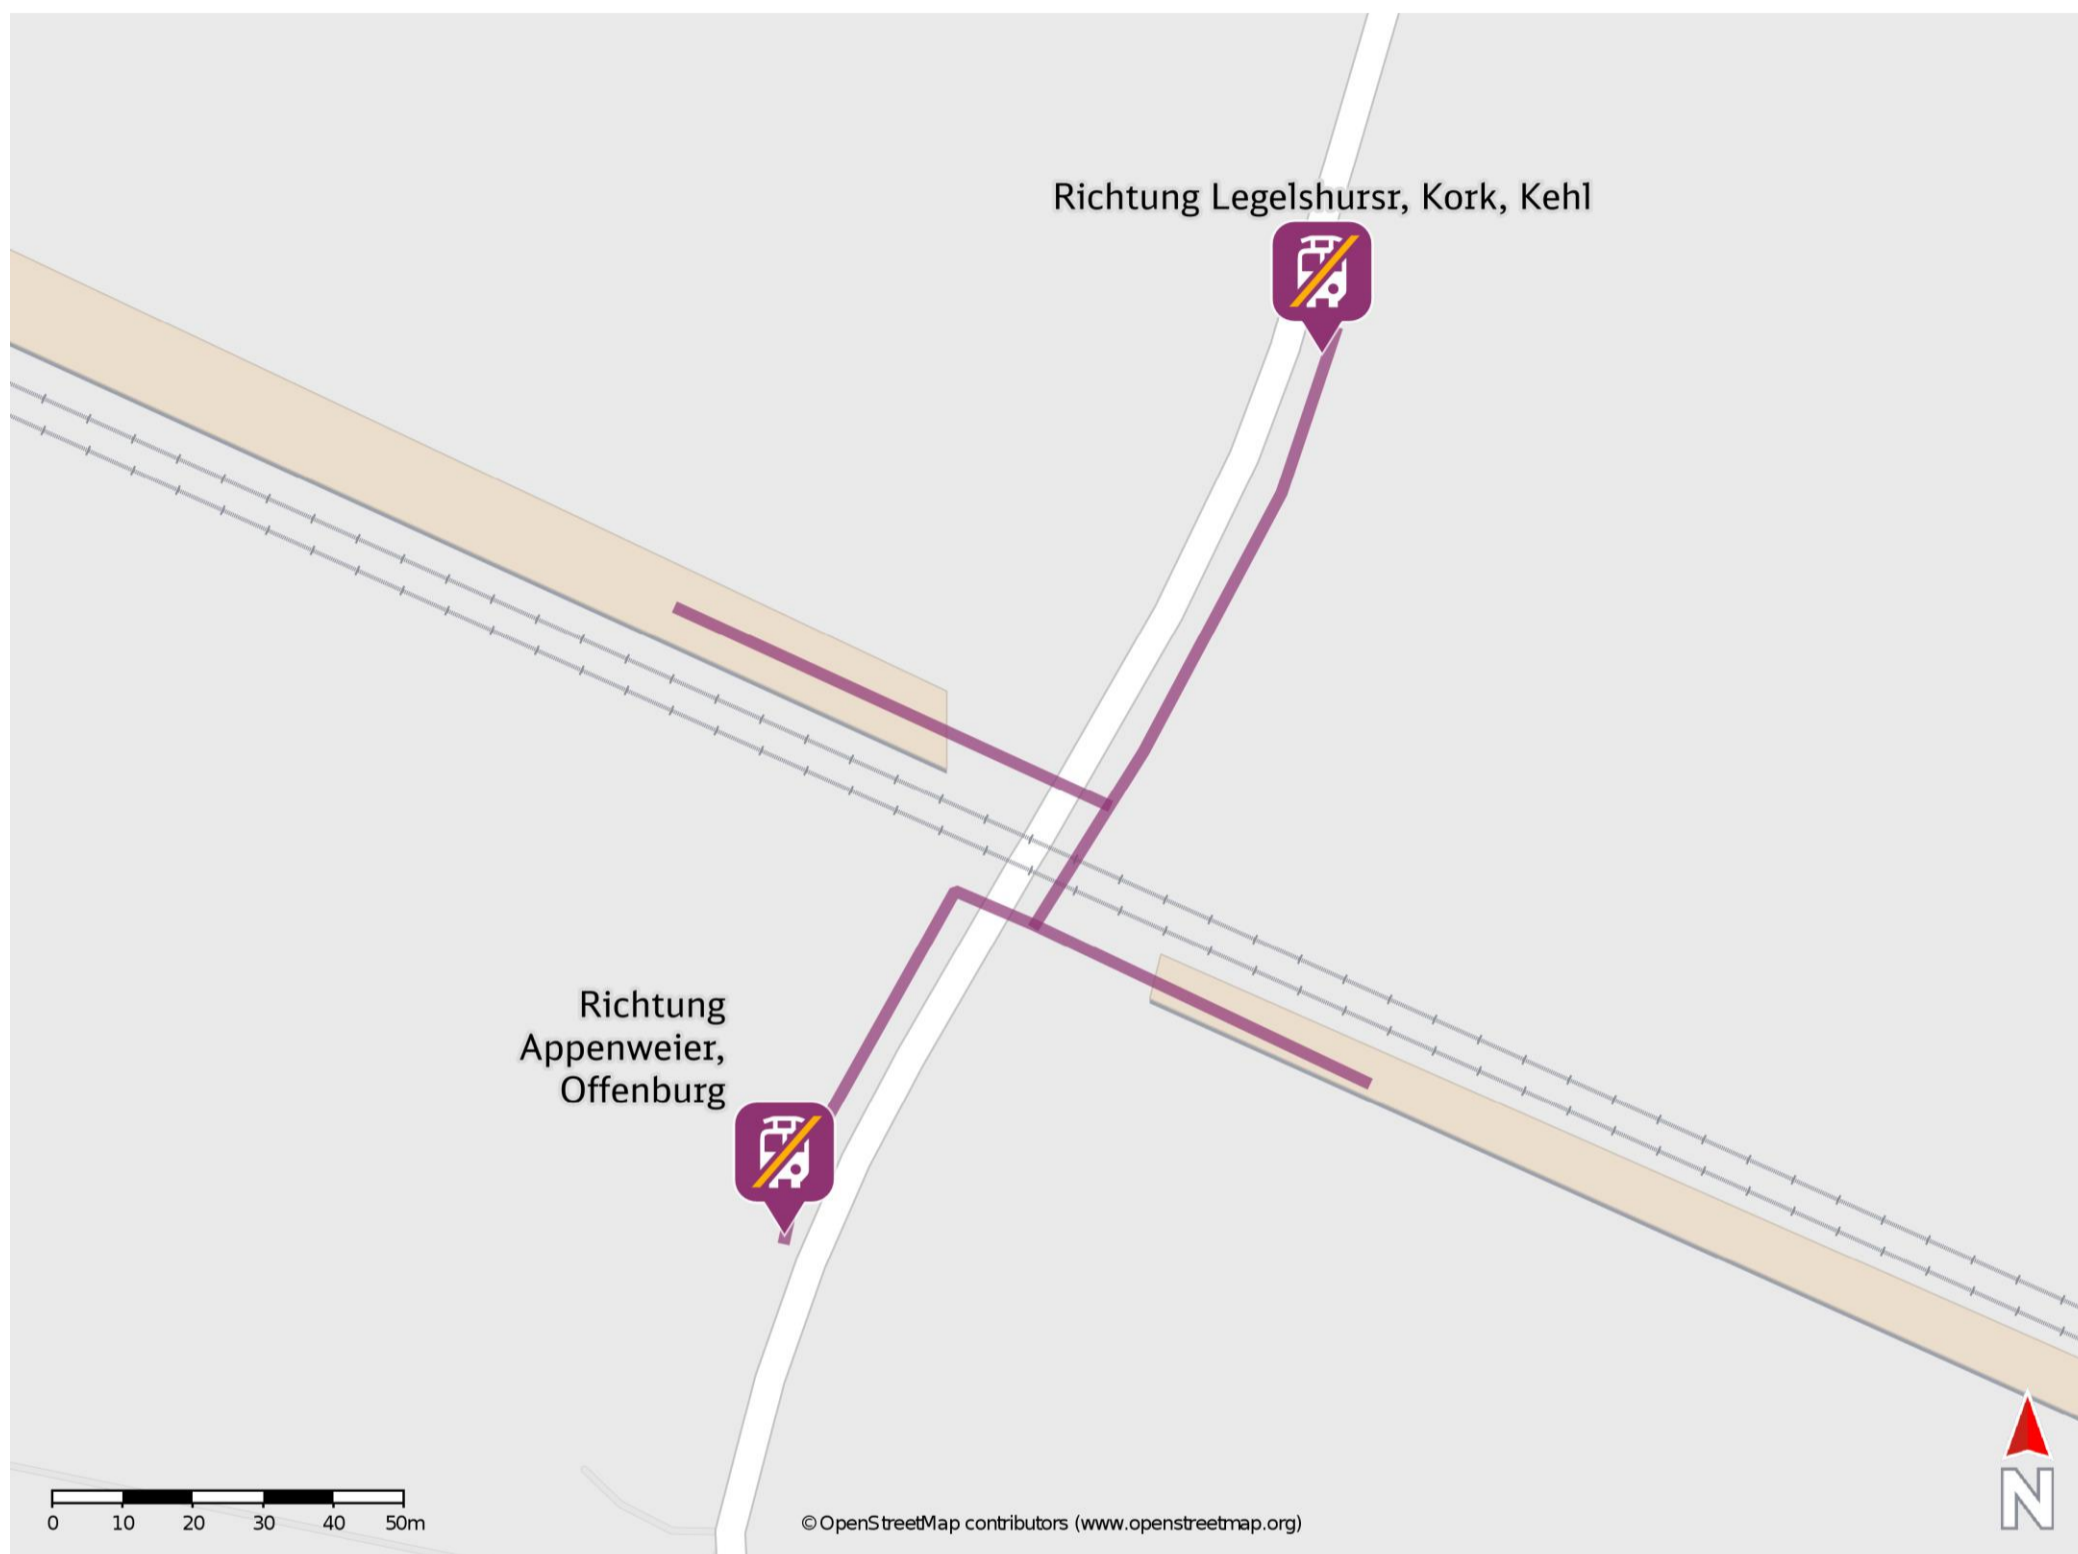 Richtung Legelshursr, Kork, Kehl
Richtung
Appenweier,
Offenburg
0 10 20 30 40 50m
© OpenStreetMap contributors (www.openstreetmap.org)
N